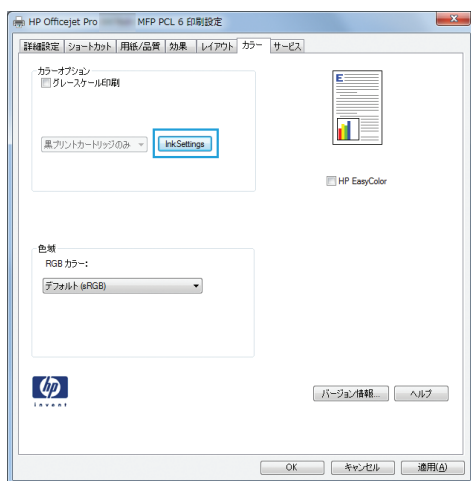 HP Officejet Pro MFP PCL 6 印刷設定
詳細設定 ショートカット 用紙/品質 効果 レイアウト カラー サービス
カラーオプション
グレースケール印刷
黒プリントカートリッジのみ InkSettings
E
HP EasyColor
色域
RGB カラー:
デフォルト (sRGB)
hp
invent
バージョン情報... ヘルプ
OK キャンセル 適用(A)